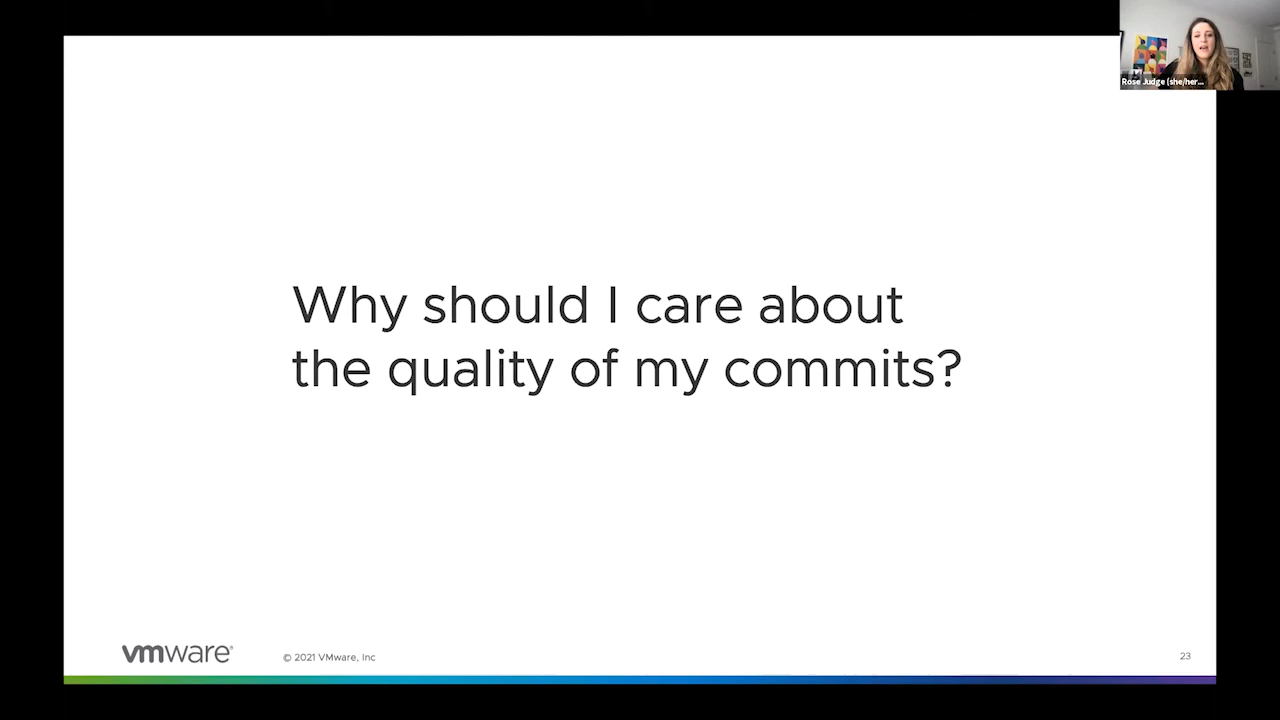 Rose Judge (she/her...
Why should I care about
the quality of my commits?
vmware®
© 2021 VMware, Inc
23